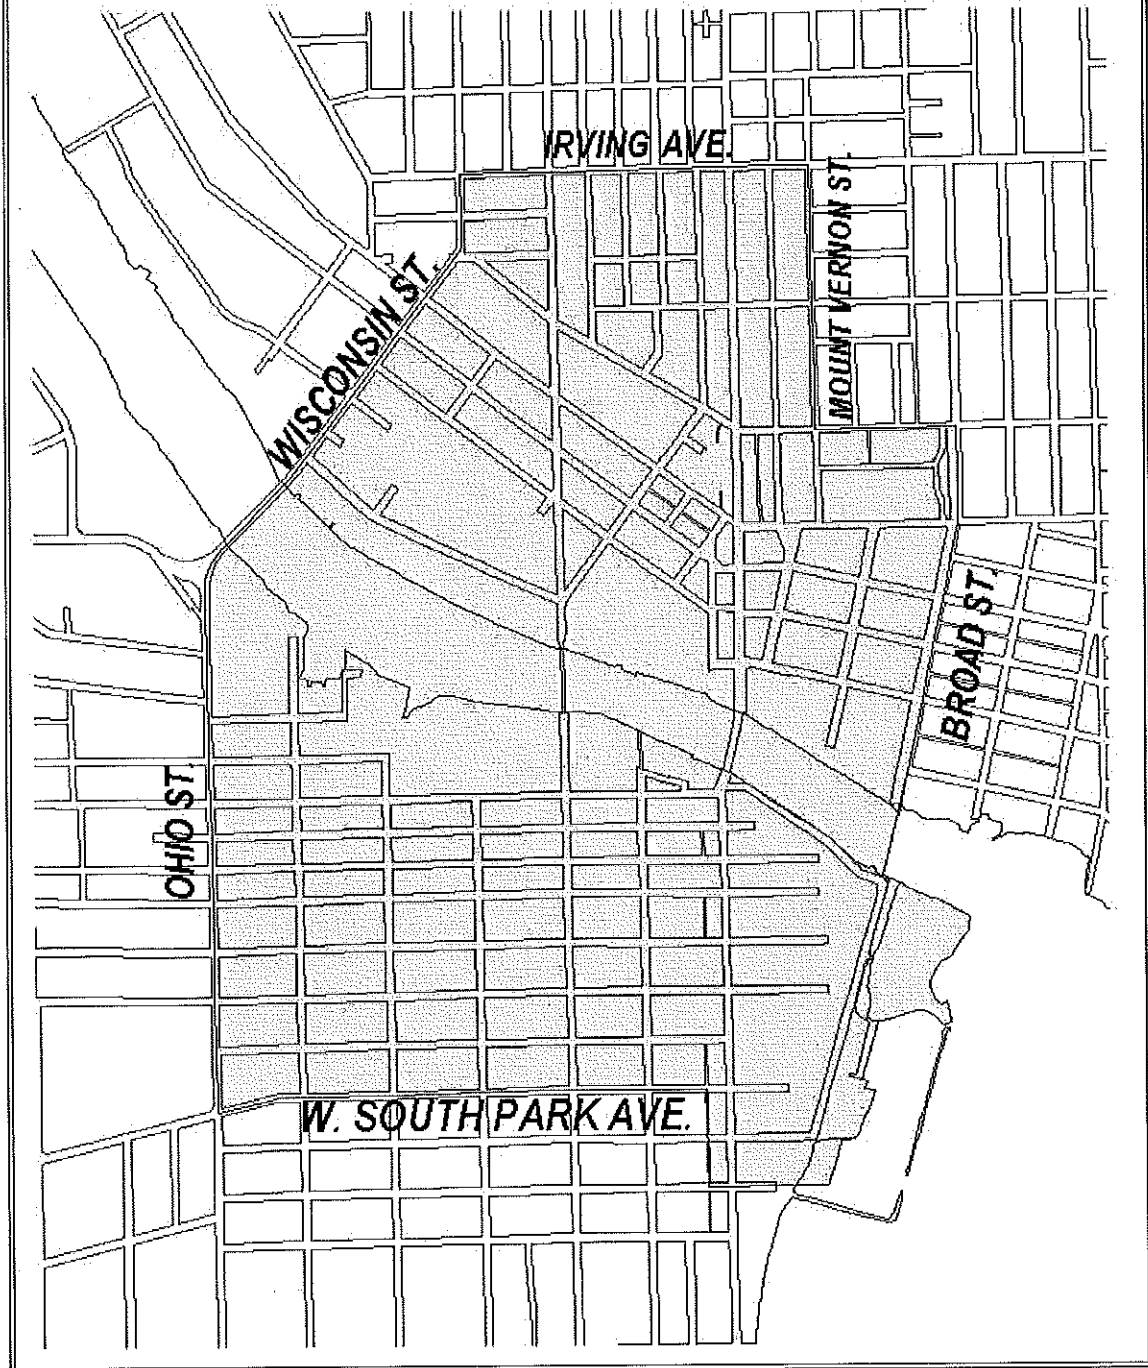 IRVING AVE.
MOUNT VERNON ST.
WISCONSIN ST.
BROAD ST.
OHIO ST.
W. SOUTH PARK AVE.